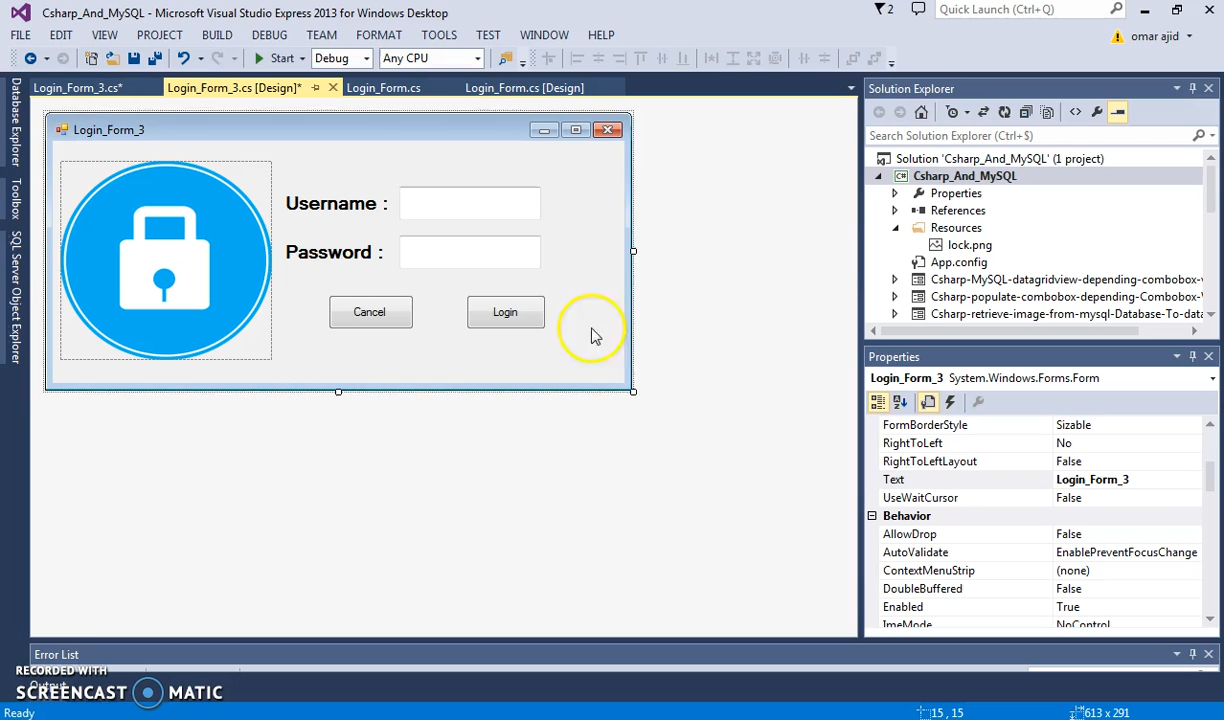 Csharp_And_MySQL - Microsoft Visual Studio Express 2013 for Windows Desktop
2
Quick Launch (Ctrl+Q)
FILE EDIT VIEW PROJECT BUILD DEBUG TEAM FORMAT TOOLS TEST WINDOW HELP
omar ajid
Start Debug Any CPU
Login_Form_3.cs* Login_Form_3.cs [Design]* Login_Form.cs Login_Form.cs [Design]
Database Explorer
Toolbox
SQL Server Object Explorer
Login_Form_3
Username :
Password :
Cancel Login
Solution Explorer
Search Solution Explorer (Ctrl+$)
Solution 'Csharp_And_MySQL' (1 project)
C# Csharp_And_MySQL
Properties
References
Resources
lock.png
App.config
Csharp-MySQL-datagridview-depending-combobox-v
Csharp-populate-combobox-depending-Combobox-V
Csharp-retrieve-image-from-mysql-Database-To-data
Properties
Login_Form_3 System.Windows.Forms.Form
FormBorderStyle Sizable
RightToLeft No
RightToLeftLayout False
Text Login_Form_3
UseWaitCursor False
Behavior
AllowDrop False
AutoValidate EnablePreventFocusChange
ContextMenuStrip (none)
DoubleBuffered False
Enabled True
ImeMode NoControl
Error List
Output
RECORDED WITH
SCREENCAST MATIC
Ready
15 , 15
613 x 291